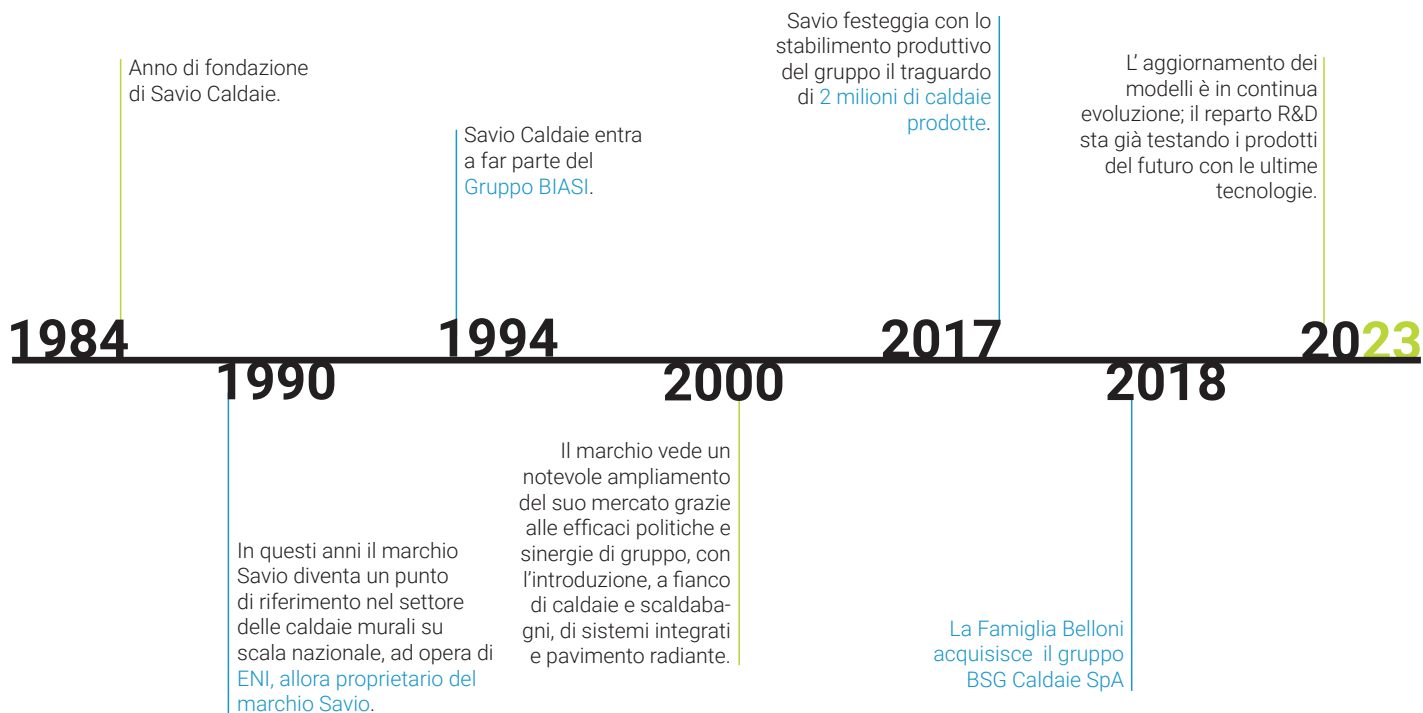 Anno di fondazione
di Savio Caldaie.
1984
In questi anni il marchio
Savio diventa un punto
di riferimento nel settore
delle caldaie murali su
scala nazionale, ad opera di
ENI, allora proprietario del
marchio Savio.
1990
Savio Caldaie entra
a far parte del
Gruppo BIASI.
1994
2000
Il marchio vede un
notevole ampliamento
del suo mercato grazie
alle efficaci politiche e
sinergie di gruppo, con
l'introduzione, a fianco
di caldaie e scaldaba-
gni, di sistemi integrati
e pavimento radiante.
Savio festeggia con lo
stabilimento produttivo
del gruppo il traguardo
di 2 milioni di caldaie
prodotte.
2017
2018
La Famiglia Belloni
acquisisce il gruppo
BSG Caldaie SpA
L' aggiornamento dei
modelli è in continua
evoluzione; il reparto R&D
sta già testando i prodotti
del futuro con le ultime
tecnologie.
2023